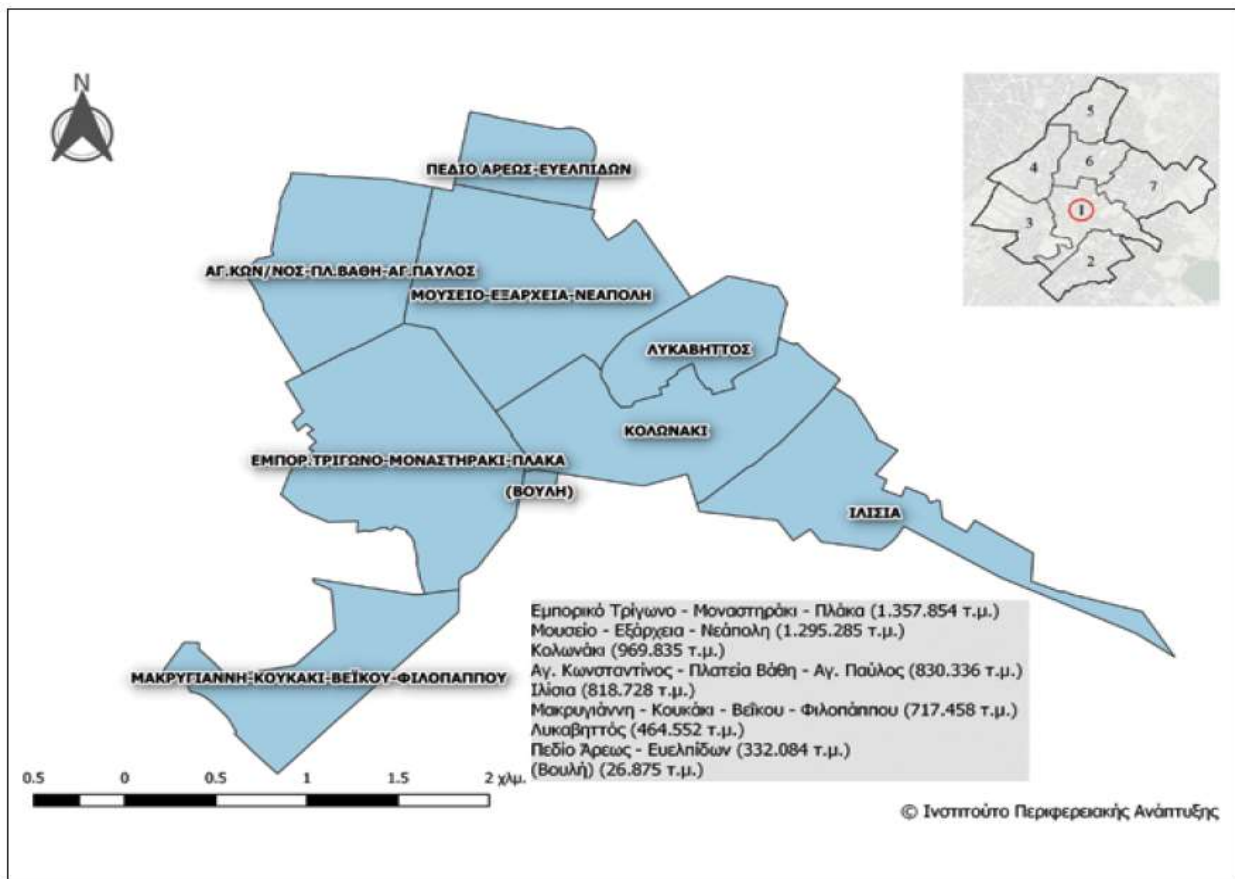 N
ΠΕΔΙΟ ΑΡΕΩΣ-ΕΥΕΛΠΙΔΩΝ
ΑΓ.ΚΩΝ/ΝΟΣ-ΠΛ.ΒΑΘΗ-ΑΓ.ΠΑΥΛΟΣ
ΜΟΥΣΕΙΟ-ΕΞΑΡΧΕΙΑ-ΝΕΑΠΟΛΗ
ΛΥΚΑΒΗΤΤΟΣ
ΚΟΛΩΝΑΚΙ
ΕΜΠΟΡ.ΤΡΙΓΩΝΟ-ΜΟΝΑΣΤΗΡΑΚΙ-ΠΛΑΚΑ
(ΒΟΥΛΗ)
ΙΛΙΣΙΑ
ΜΑΚΡΥΓΙΑΝΝΗ-ΚΟΥΚΑΚΙ-ΒΕΪΚΟΥ-ΦΙΛΟΠΑΠΠΟΥ
5
4
6
7
1
3
2
Εμπορικό Τρίγωνο - Μοναστηράκι - Πλάκα (1.357.854 τ.μ.)
Μουσείο - Εξάρχεια - Νεάπολη (1.295.285 τ.μ.)
Κολωνάκι (969.835 τ.μ.)
Αγ. Κωνσταντίνος - Πλατεία Βάθη - Αγ. Παύλος (830.336 τ.μ.)
Ιλίσια (818.728 τ.μ.)
Μακρυγιάννη - Κουκάκι - Βεΐκου - Φιλοπάππου (717.458 τ.μ.)
Λυκαβηττός (464.552 τ.μ.)
Πεδίο Άρεως - Ευελπίδων (332.084 τ.μ.)
(Βουλή) (26.875 τ.μ.)
0.5 0 0.5 1 1.5 2 χλμ.
© Ινστιτούτο Περιφερειακής Ανάπτυξης